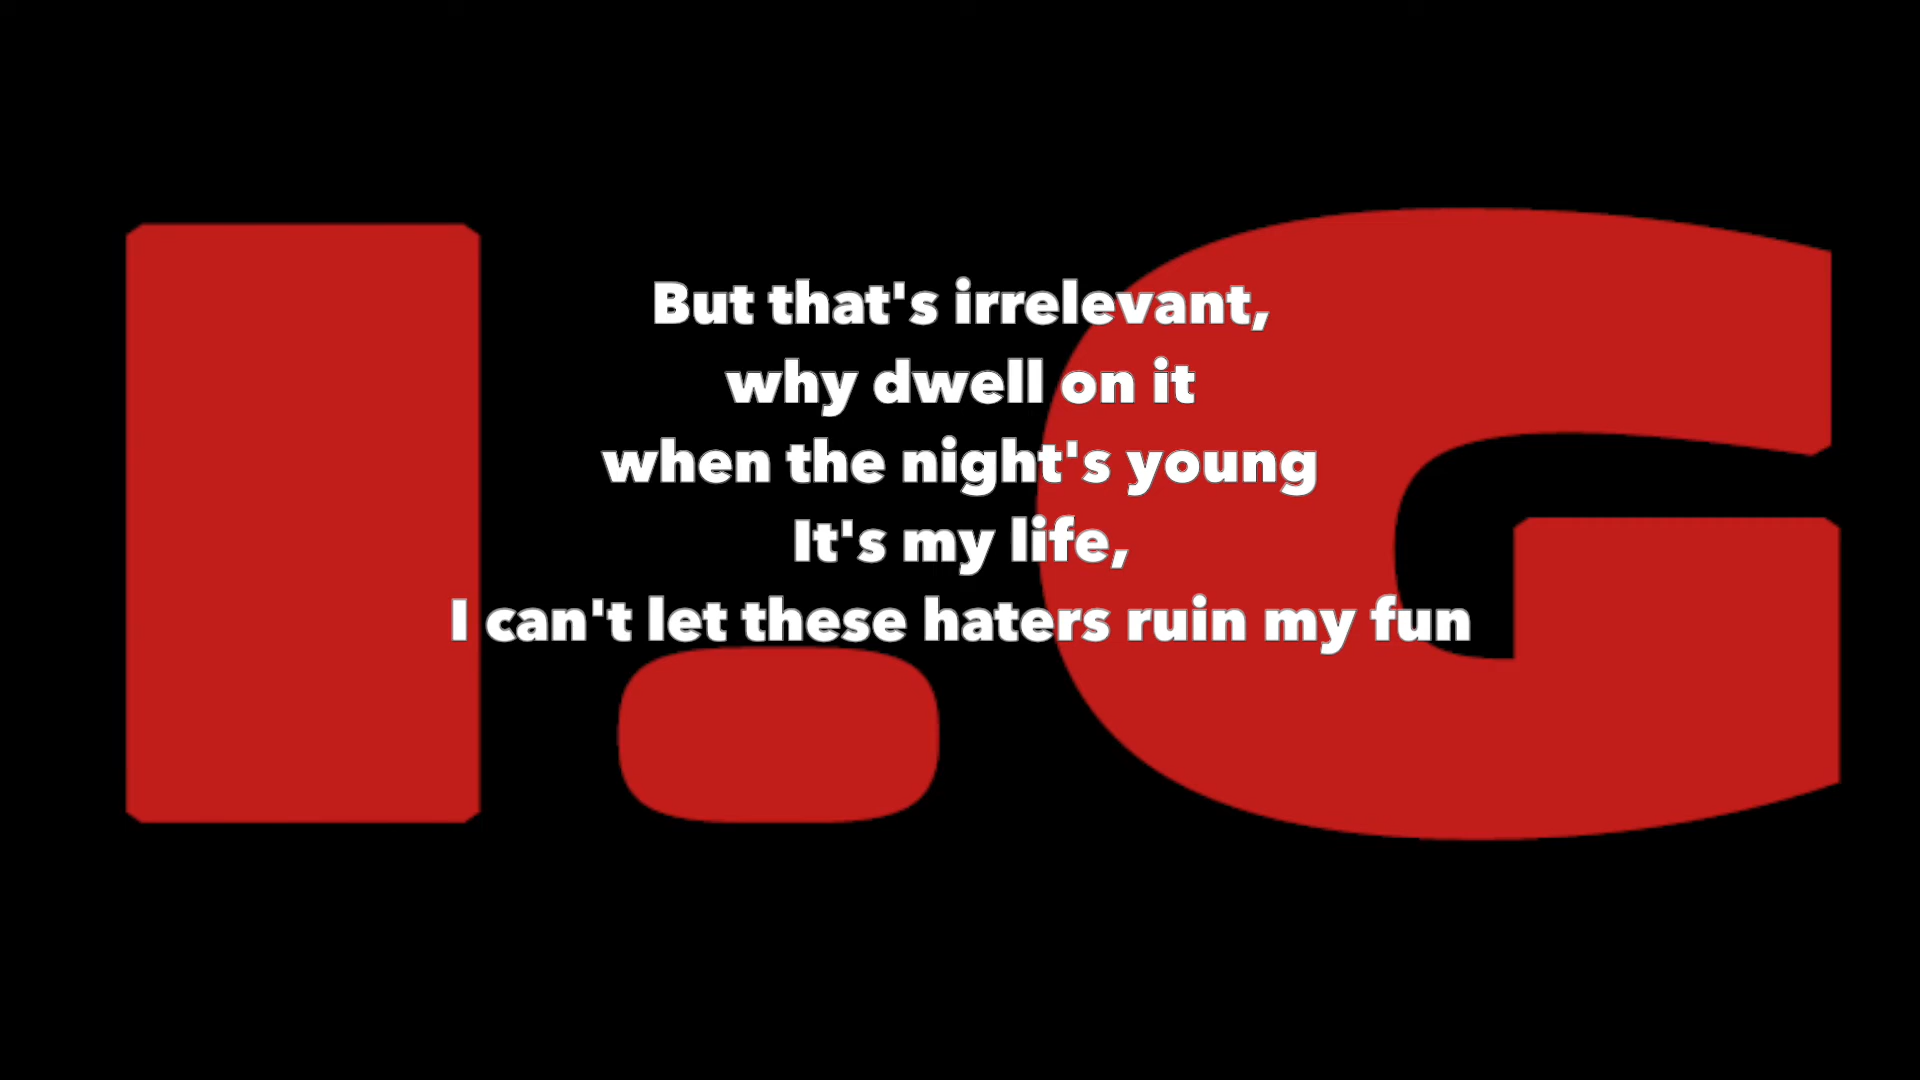 I.G
But that's irrelevant,
why dwell on it
when the night's young
It's my life,
I can't let these haters ruin my fun